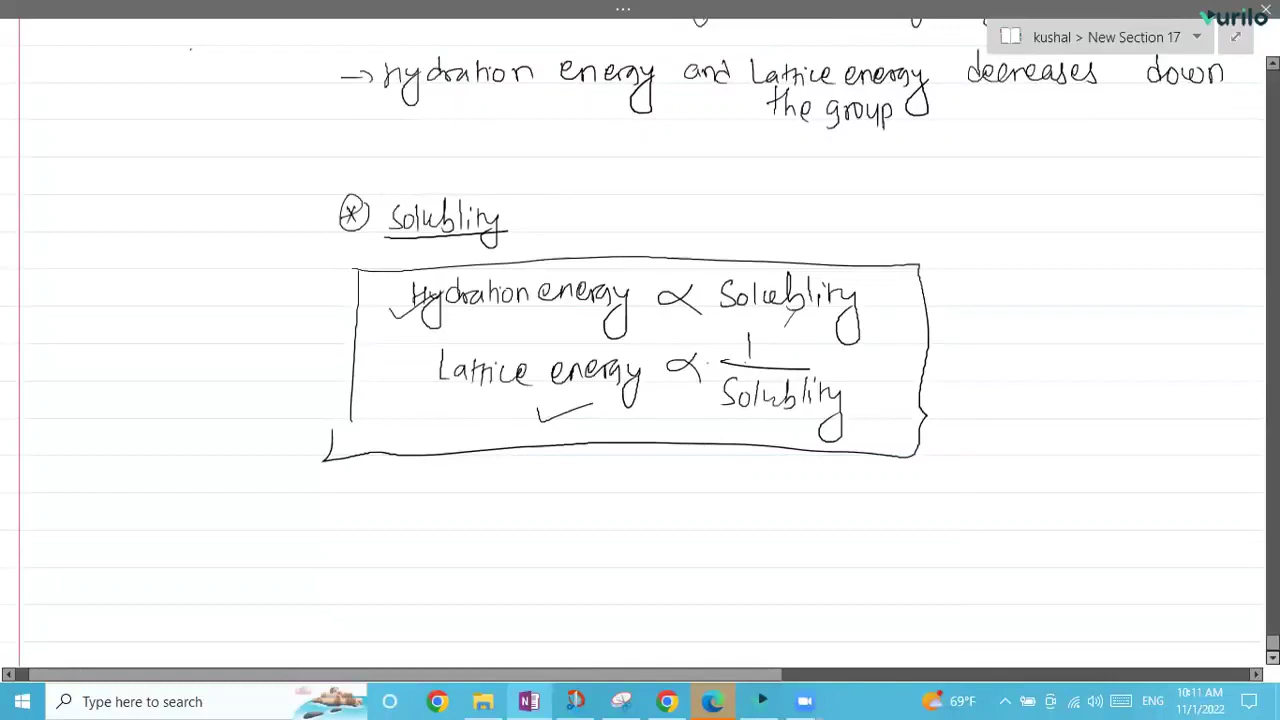 ...
Yurilo
kushal > New Section 17
→ Hydration energy and Lattice energy decreases down
the group
* Solublity
Hydration energy ∝ Solublity
Lattice energy ∝ 1
Solublity
Type here to search
69°F
ENG
10:11 AM
11/1/2022